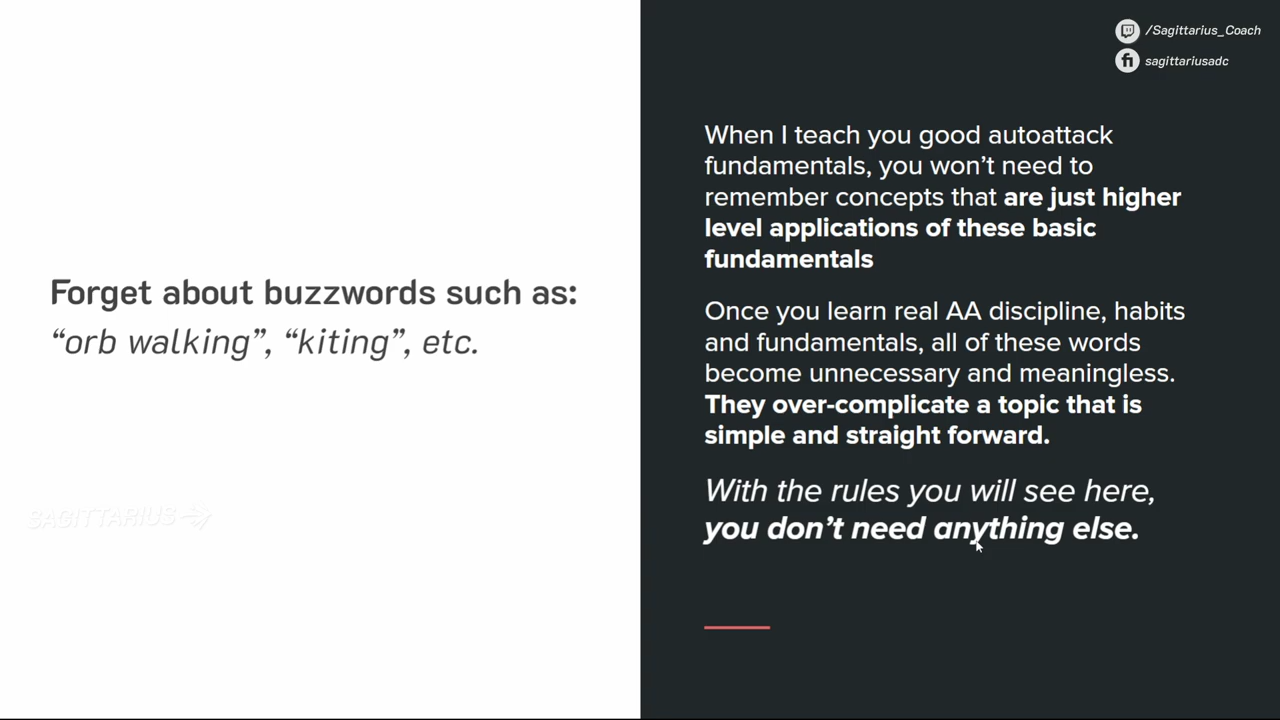 /Sagittarius_Coach
sagittariusadc
Forget about buzzwords such as:
“orb walking”, “kiting”, etc.
When I teach you good autoattack
fundamentals, you won’t need to
remember concepts that are just higher
level applications of these basic
fundamentals
Once you learn real AA discipline, habits
and fundamentals, all of these words
become unnecessary and meaningless.
They over-complicate a topic that is
simple and straight forward.
With the rules you will see here,
you don’t need anything else.
SAGITTARIUS